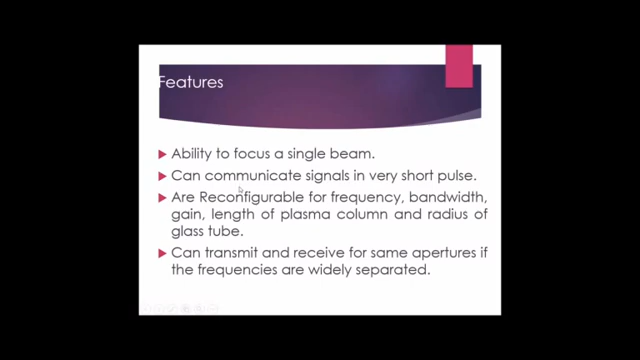 Features
Ability to focus a single beam.
Can communicate signals in very short pulse.
Are Reconfigurable for frequency, bandwidth,
gain, length of plasma column and radius of
glass tube.
Can transmit and receive for same apertures if
the frequencies are widely separated.